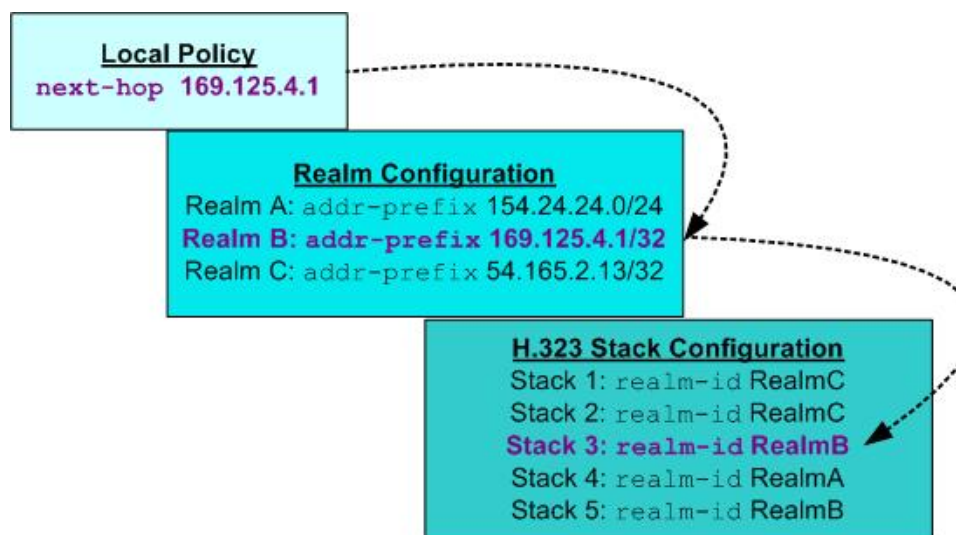 Local Policy
next-hop 169.125.4.1
Realm Configuration
Realm A: addr-prefix 154.24.24.0/24
Realm B: addr-prefix 169.125.4.1/32
Realm C: addr-prefix 54.165.2.13/32
H.323 Stack Configuration
Stack 1: realm-id RealmC
Stack 2: realm-id RealmC
Stack 3: realm-id RealmB
Stack 4: realm-id RealmA
Stack 5: realm-id RealmB